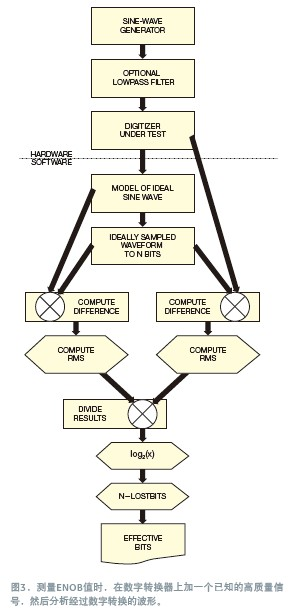 SINE-WAVE
GENERATOR
OPTIONAL
LOWPASS FILTER
DIGITIZER
UNDER TEST
HARDWARE
SOFTWARE
MODEL OF IDEAL
SINE WAVE
IDEALLY SAMPLED
WAVEFORM
TO N BITS
COMPUTE
DIFFERENCE
COMPUTE
DIFFERENCE
COMPUTE
RMS
COMPUTE
RMS
DIVIDE
RESULTS
log₂(x)
N–LOSTBITS
EFFECTIVE
BITS
图3．测量ENOB值时．在数字转换器上加一个已知的高质量信
号．然后分析经过数字转换的波形。